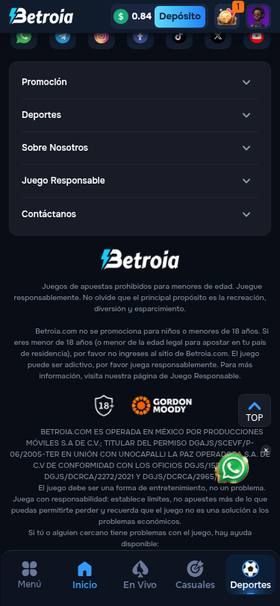 Betroia
$ 0.84 Depósito
1
Promoción
Deportes
Sobre Nosotros
Juego Responsable
Contáctanos
Betroia
Juegos de apuestas prohibidos para menores de edad. Juegue
responsablemente. No olvide que el principal propósito es la recreación,
diversión y esparcimiento.
Betroia.com no se promociona para niños o menores de 18 años. Si
eres menor de 18 años (o menor de la edad legal para apostar en tu país
de residencia), por favor no ingreses al sitio de Betroia.com. El juego
puede ser adictivo, por favor juega responsablemente. Para más
información, visita nuestra página de Juego Responsable.
18+ GORDON
MOODY
TOP
BETROIA.COM ES OPERADA EN MÉXICO POR PRODUCCIONES
MÓVILES S.A DE C.V.; TITULAR DEL PERMISO DGAJS/SCEVF/P-
06/2005-TER EN UNIÓN CON UNOCAPALLI LA PAZ OPERADORA S.A. DE
C.V DE CONFORMIDAD CON LOS OFICIOS
DGJS/DCRCA/2272/2021 Y
El juego debe ser una forma de entretenimiento, no un problema.
Juega con responsabilidad: establece límites, no apuestes más de lo que
puedas permitirte perder y recuerda que el juego no es una solución a los
problemas económicos.
Si tú o alguien cercano tiene problemas con el juego, hay ayuda
disponible:
Menú
Inicio
En Vivo
Casuales
Deportes